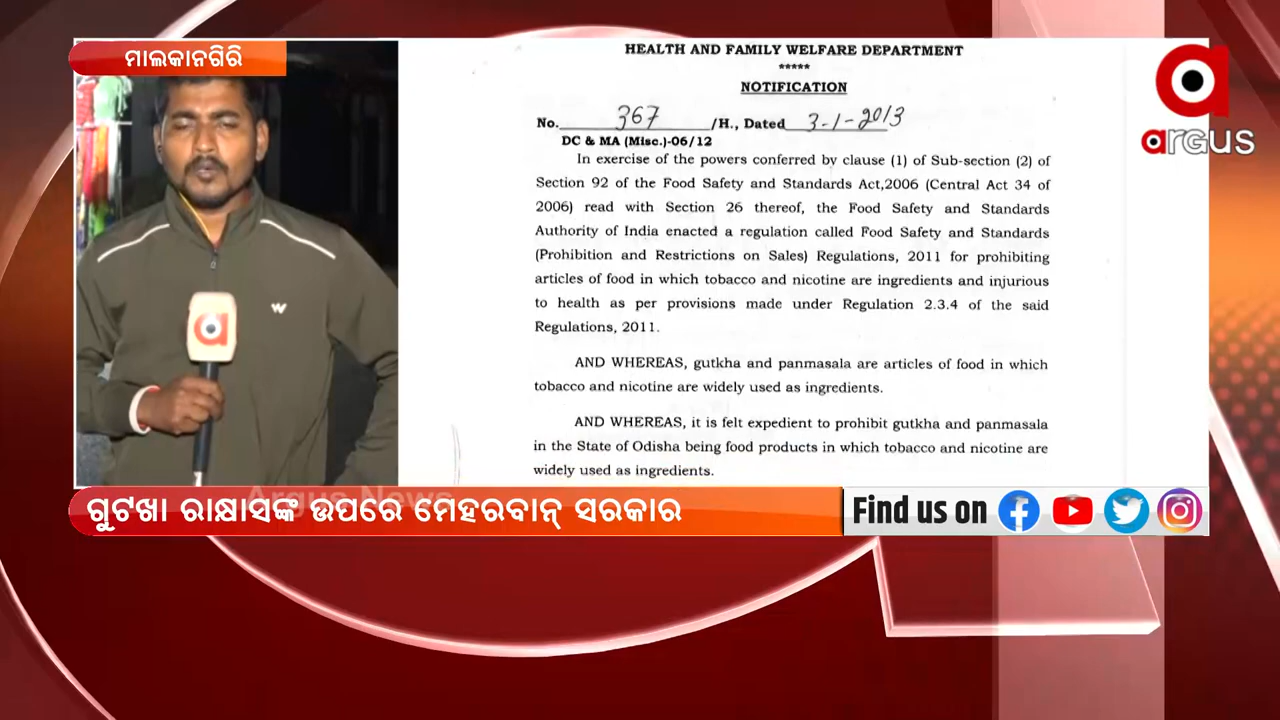 ମାଲକାନଗିରି
HEALTH AND FAMILY WELFARE DEPARTMENT
*****
NOTIFICATION
No. 367 /H., Dated 3-1-2013
DC & MA (Misc.)-06/12
In exercise of the powers conferred by clause (1) of Sub-section (2) of
Section 92 of the Food Safety and Standards Act,2006 (Central Act 34 of
2006) read with Section 26 thereof, the Food Safety and Standards
Authority of India enacted a regulation called Food Safety and Standards
(Prohibition and Restrictions on Sales) Regulations, 2011 for prohibiting
articles of food in which tobacco and nicotine are ingredients and injurious
to health as per provisions made under Regulation 2.3.4 of the said
Regulations, 2011.
AND WHEREAS, gutkha and panmasala are articles of food in which
tobacco and nicotine are widely used as ingredients.
AND WHEREAS, it is felt expedient to prohibit gutkha and panmasala
in the State of Odisha being food products in which tobacco and nicotine are
widely used as ingredients.
argus
Argus News
ଗୁଟଖା ରାକ୍ଷାସଙ୍କ ଉପରେ ମେହରବାନ୍ ସରକାର
Find us on